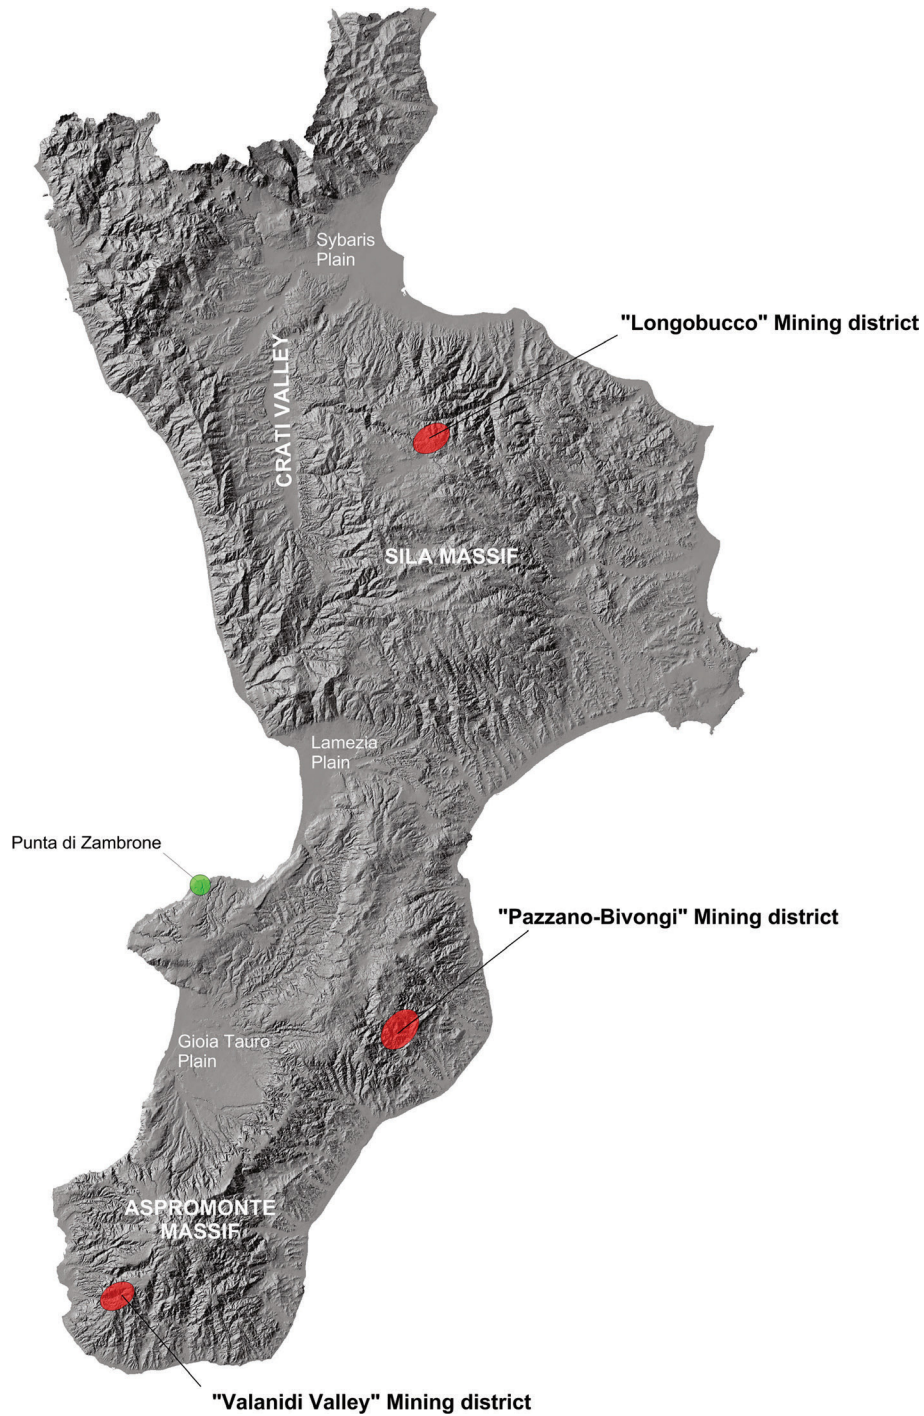 Sybaris
Plain
"Longobucco" Mining district
CRATI VALLEY
SILA MASSIF
Lamezia
Plain
Punta di Zambrone
"Pazzano-Bivongi" Mining district
Gioia Tauro
Plain
ASPROMONTE
MASSIF
"Valanidi Valley" Mining district